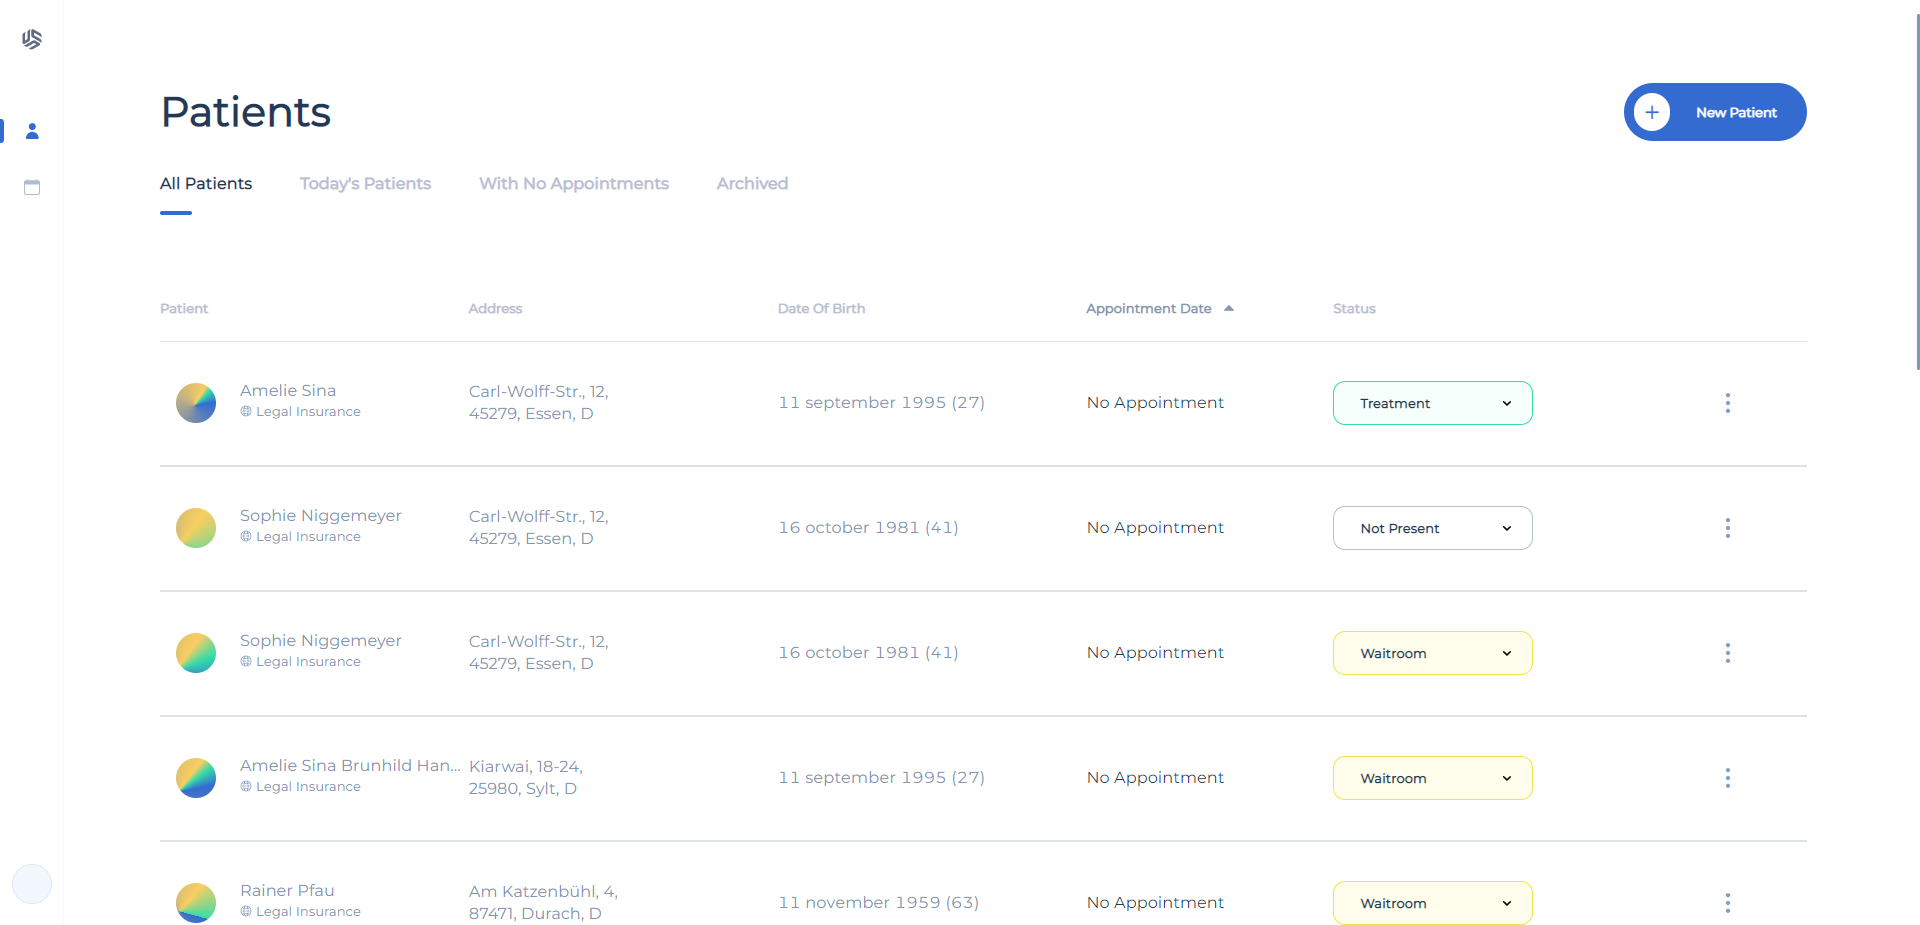 Patients
New Patient
All Patients
Today's Patients
With No Appointments
Archived
Patient
Address
Date Of Birth
Appointment Date
Status
Amelie Sina
Legal Insurance
Carl-Wolff-Str., 12,
45279, Essen, D
11 september 1995 (27)
No Appointment
Treatment
Sophie Niggemeyer
Legal Insurance
Carl-Wolff-Str., 12,
45279, Essen, D
16 october 1981 (41)
No Appointment
Not Present
Sophie Niggemeyer
Legal Insurance
Carl-Wolff-Str., 12,
45279, Essen, D
16 october 1981 (41)
No Appointment
Waitroom
Amelie Sina Brunhild Han...
Legal Insurance
Kiarwai, 18-24,
25980, Sylt, D
11 september 1995 (27)
No Appointment
Waitroom
Rainer Pfau
Legal Insurance
Am Katzenbühl, 4,
87471, Durach, D
11 november 1959 (63)
No Appointment
Waitroom